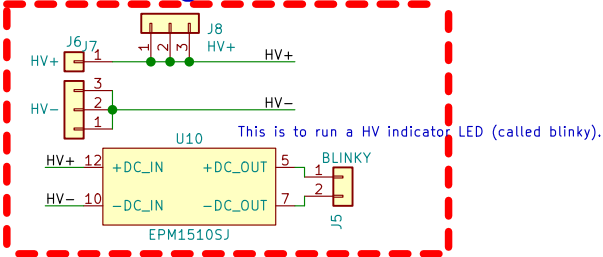 J8
J6
J7
1
2
3
HV+
HV+
1
HV+
3
HV-
2
HV-
1
This is to run a HV indicator LED (called blinky).
U10
HV+
12
+DC_IN
+DC_OUT
5
BLINKY
1
2
HV-
10
-DC_IN
-DC_OUT
7
J5
EPM1510SJ